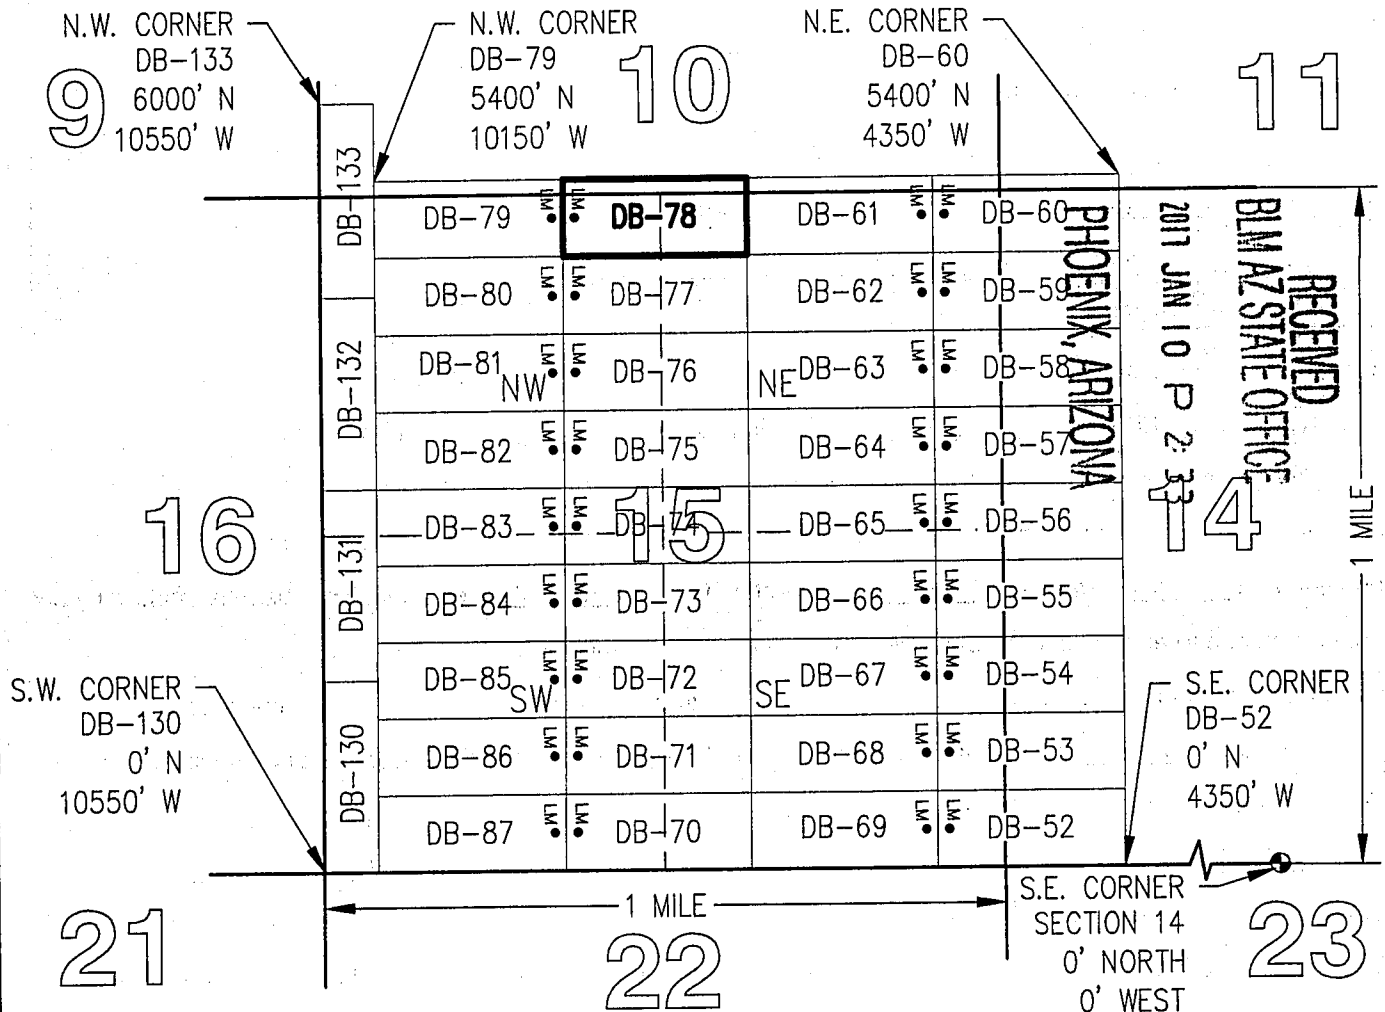 N.W. CORNER
DB-133
6000' N
10550' W
N.W. CORNER
DB-79
5400' N
10150' W
N.E. CORNER
DB-60
5400' N
4350' W
9
10
11
DB-133
DB-132
DB-131
DB-130
DB-79
LM
LM
DB-78
DB-61
LM
LM
DB-60
DB-80
LM
LM
DB-77
DB-62
LM
LM
DB-59
DB-81
NW
LM
LM
DB-76
NE
DB-63
LM
LM
DB-58
DB-82
LM
LM
DB-75
DB-64
LM
LM
DB-57
DB-83
LM
LM
DB-74
15
DB-65
LM
LM
DB-56
DB-84
LM
LM
DB-73
DB-66
LM
LM
DB-55
DB-85
SW
LM
LM
DB-72
SE
DB-67
LM
LM
DB-54
DB-86
LM
LM
DB-71
DB-68
LM
LM
DB-53
DB-87
LM
LM
DB-70
DB-69
LM
LM
DB-52
RECEIVED
BLM AZ STATE OFFICE
2017 JAN 10 P 2:33
PHOENIX, ARIZONA
16
14
1 MILE
S.W. CORNER
DB-130
0' N
10550' W
S.E. CORNER
DB-52
0' N
4350' W
1 MILE
S.E. CORNER
SECTION 14
0' NORTH
0' WEST
21
22
23